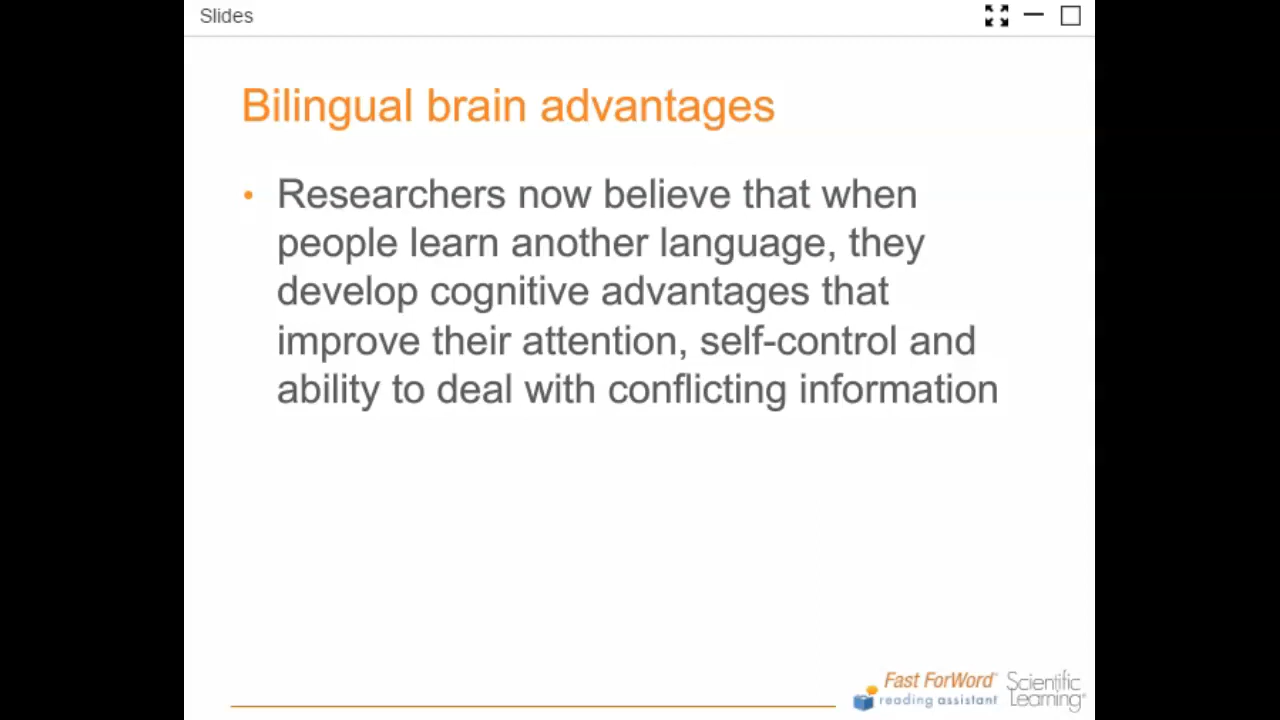 Slides
Bilingual brain advantages
• Researchers now believe that when
people learn another language, they
develop cognitive advantages that
improve their attention, self-control and
ability to deal with conflicting information
Fast ForWord®
reading assistant
Scientific
Learning®